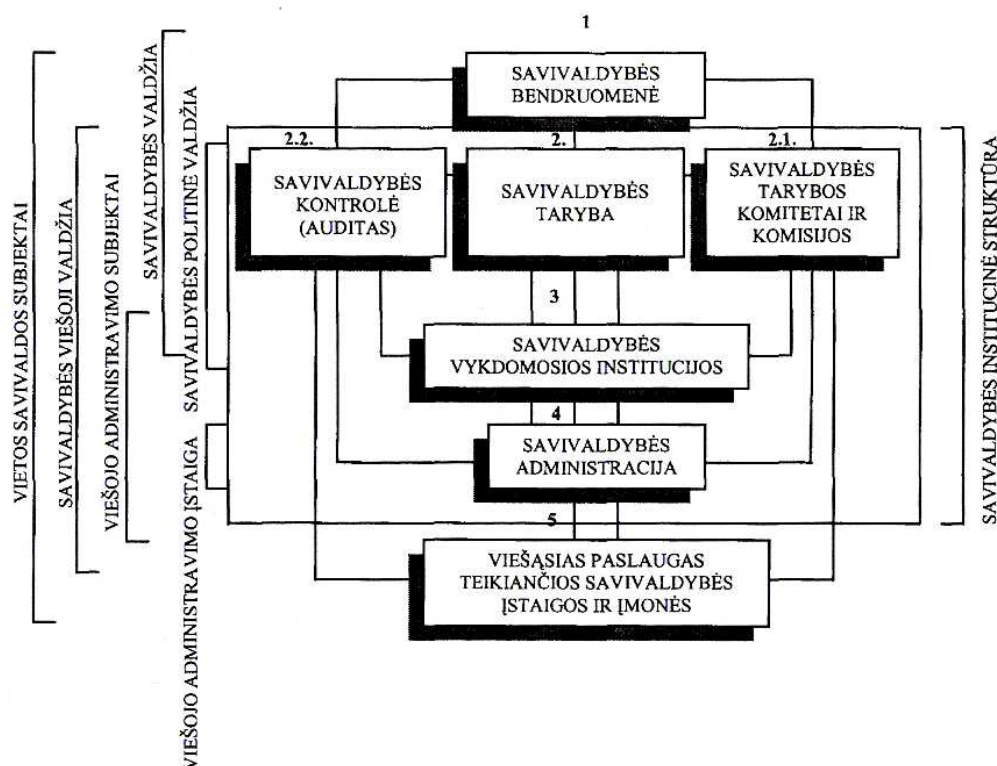 1
SAVIVALDYBĖS
BENDRUOMENĖ
2.2.
2.
2.1.
SAVIVALDYBĖS
KONTROLĖ
(AUDITAS)
SAVIVALDYBĖS
TARYBA
SAVIVALDYBĖS
TARYBOS
KOMITETAI IR
KOMISIJOS
3
SAVIVALDYBĖS
VYKDOMOSIOS INSTITUCIJOS
4
SAVIVALDYBĖS
ADMINISTRACIJA
5
VIEŠĄSIAS PASLAUGAS
TEIKIANČIOS SAVIVALDYBĖS
ĮSTAIGOS IR ĮMONĖS
VIETOS SAVIVALDOS SUBJEKTAI
SAVIVALDYBĖS VIEŠOJI VALDŽIA
VIEŠOJO ADMINISTRAVIMO SUBJEKTAI
SAVIVALDYBĖS VALDŽIA
SAVIVALDYBĖS POLITINĖ VALDŽIA
VIEŠOJO ADMINISTRAVIMO ĮSTAIGA
SAVIVALDYBĖS INSTITUCINĖ STRUKTŪRA